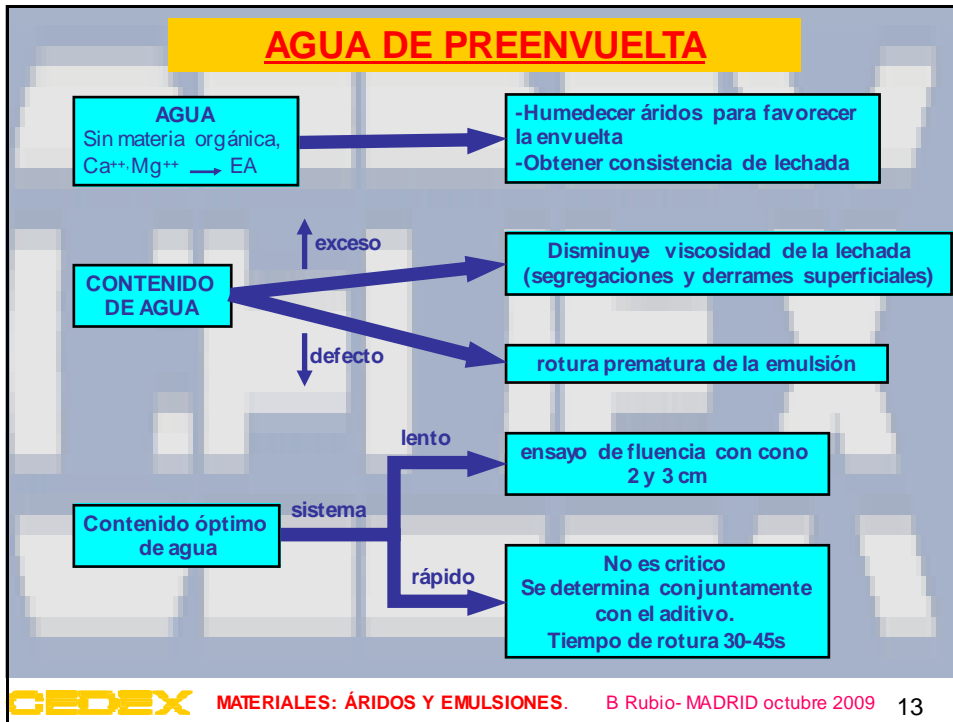 AGUA DE PREENVUELTA
AGUA
Sin materia orgánica,
Ca++, Mg++ → EA
-Humedecer áridos para favorecer
la envuelta
-Obtener consistencia de lechada
exceso
CONTENIDO
DE AGUA
defecto
Disminuye viscosidad de la lechada
(segregaciones y derrames superficiales)
rotura prematura de la emulsión
Contenido óptimo
de agua
sistema
lento
ensayo de fluencia con cono
2 y 3 cm
rápido
No es critico
Se determina conjuntamente
con el aditivo.
Tiempo de rotura 30-45s
CEDEX
MATERIALES: ÁRIDOS Y EMULSIONES. B Rubio- MADRID octubre 2009 13